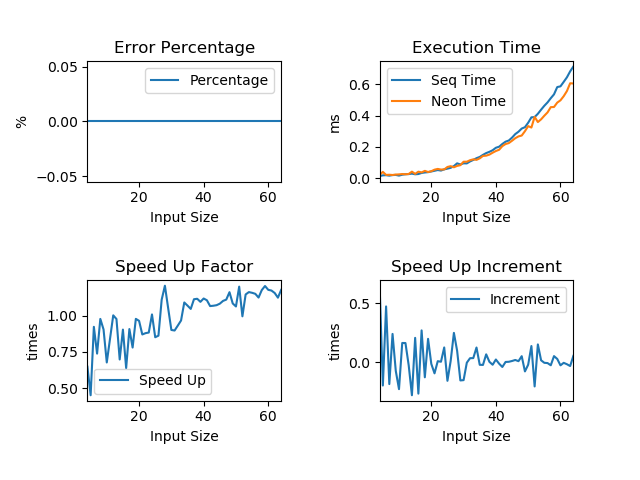 Error Percentage
0.05
0.00
−0.05
%
Percentage
20
40
60
Input Size
Execution Time
0.6
0.4
0.2
0.0
ms
Seq Time
Neon Time
20
40
60
Input Size
Speed Up Factor
1.00
0.75
0.50
times
Speed Up
20
40
60
Input Size
Speed Up Increment
0.5
0.0
times
Increment
20
40
60
Input Size